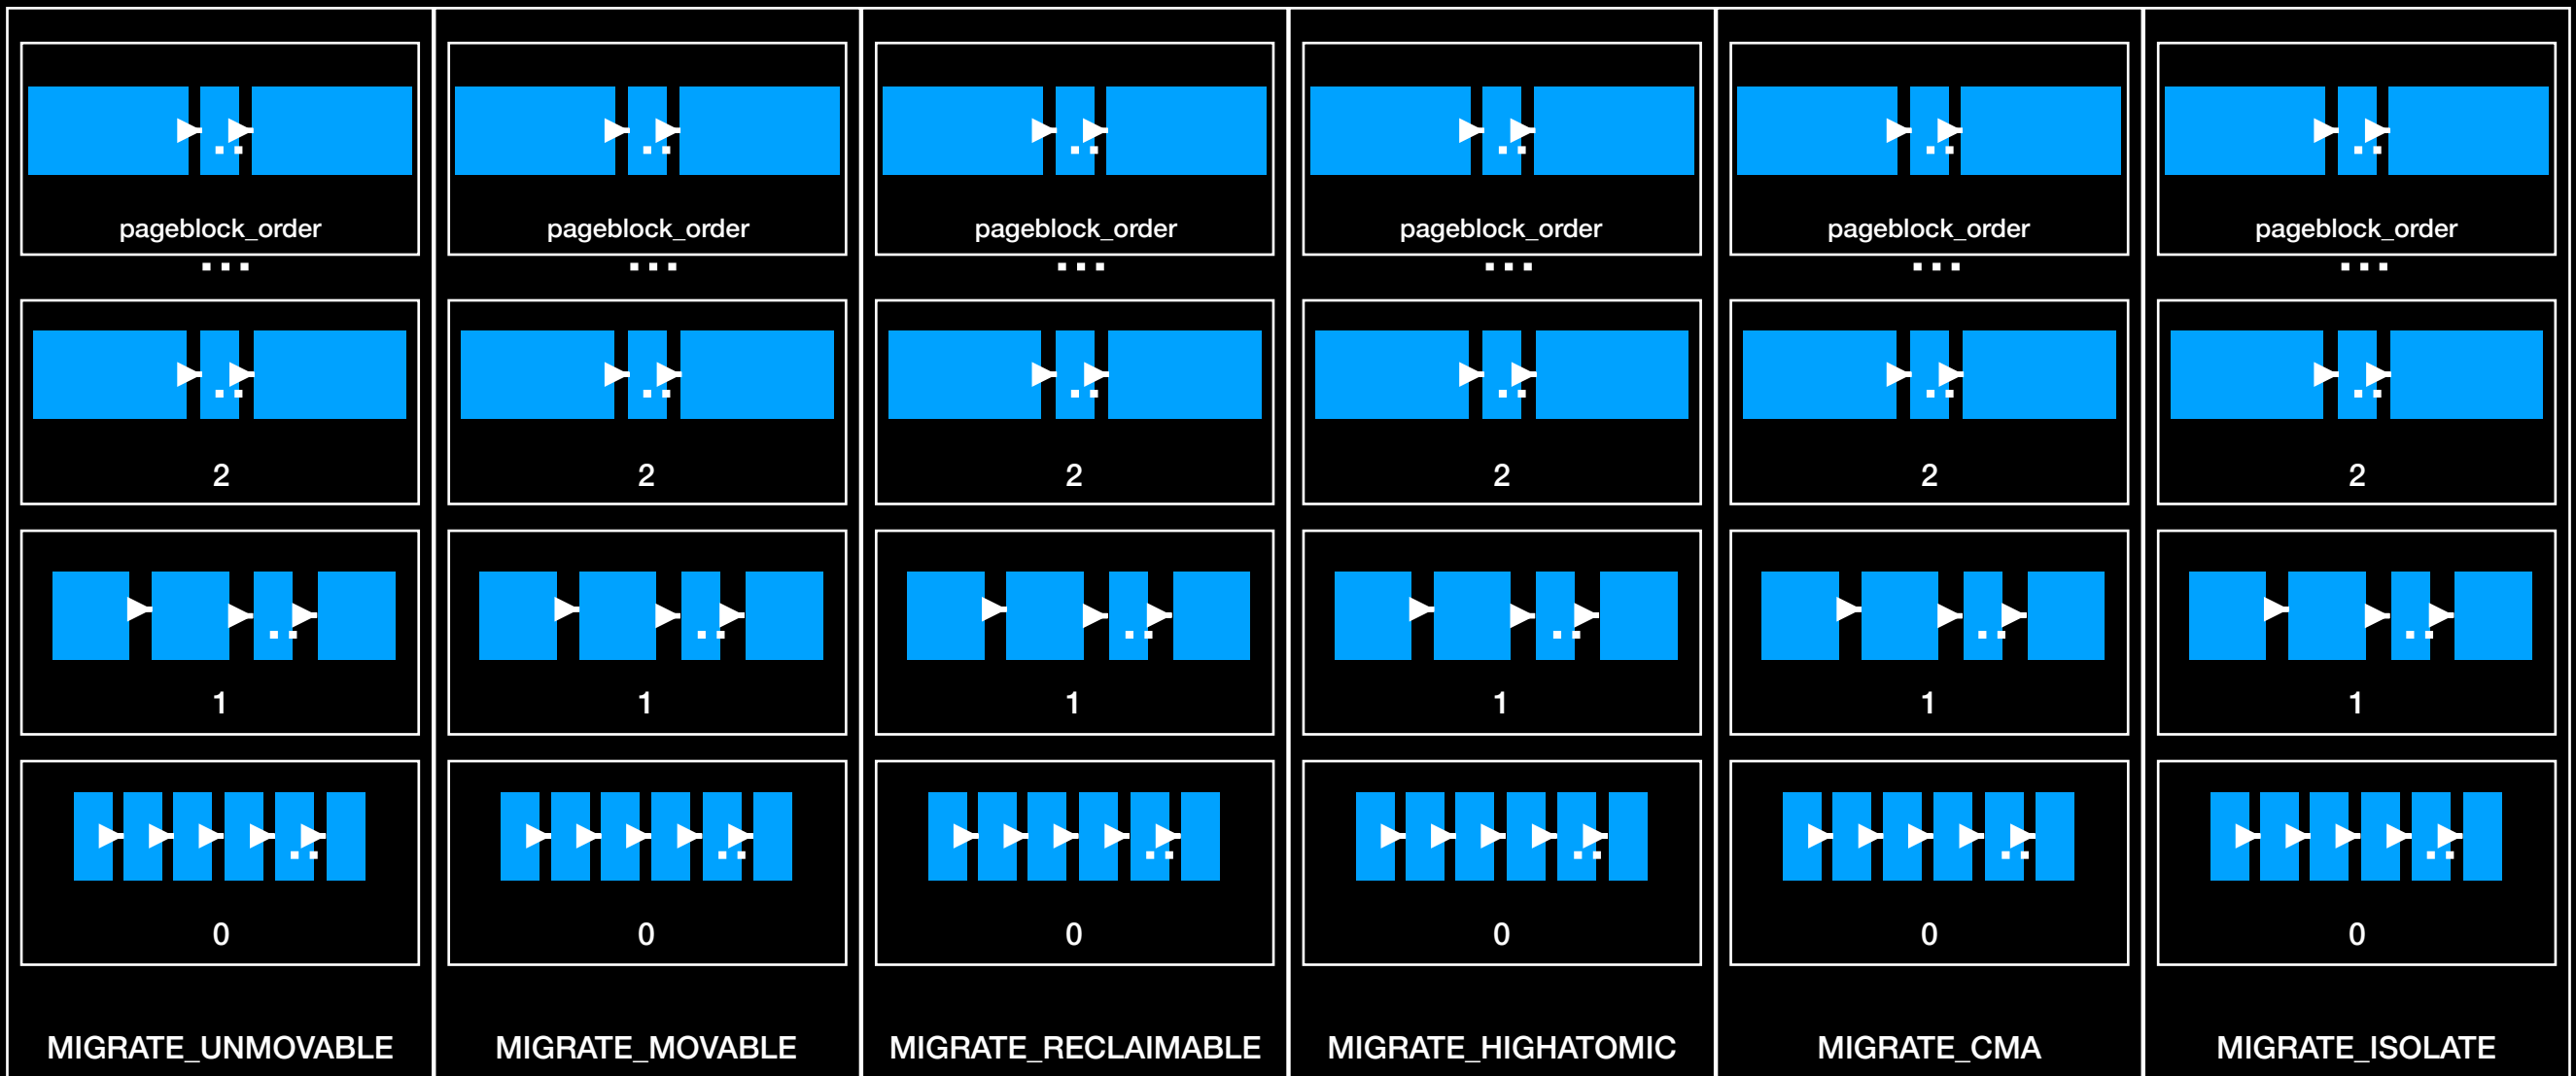 pageblock_order pageblock_order pageblock_order pageblock_order pageblock_order pageblock_order
... ... ... ... ... ...
2 2 2 2 2 2
1 1 1 1 1 1
0 0 0 0 0 0
MIGRATE_UNMOVABLE MIGRATE_MOVABLE MIGRATE_RECLAIMABLE MIGRATE_HIGHATOMIC MIGRATE_CMA MIGRATE_ISOLATE